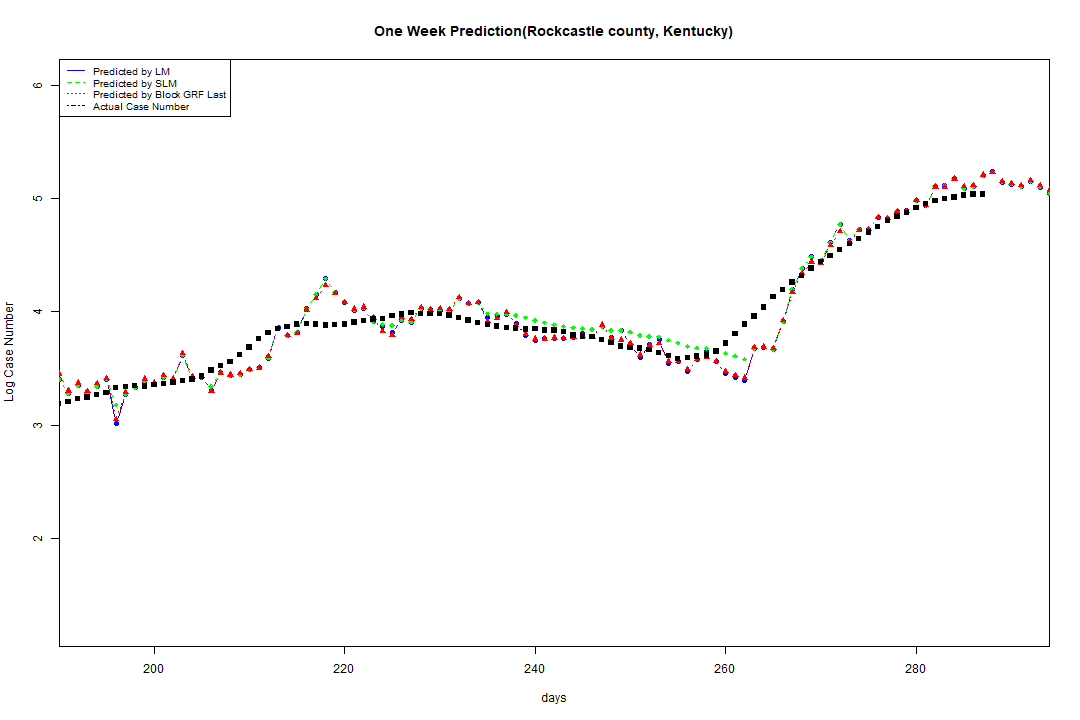 One Week Prediction(Rockcastle county, Kentucky)
Predicted by LM
Predicted by SLM
Predicted by Block GRF Last
Actual Case Number
Log Case Number
6
5
4
3
2
200 220 240 260 280
days